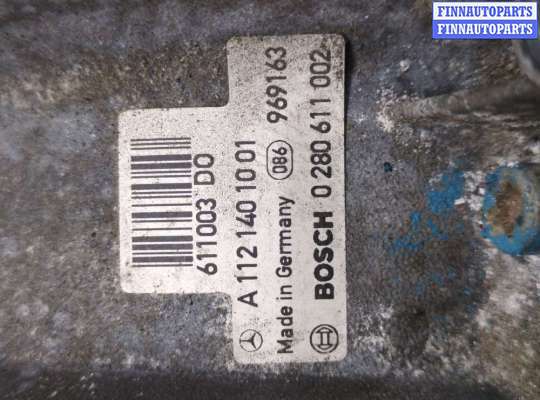 FINNAUTOPARTS
FINNAUTOPARTS
611003 DO
A 112 140 10 01
Made in Germany 086 969163
BOSCH 0 280 611 002